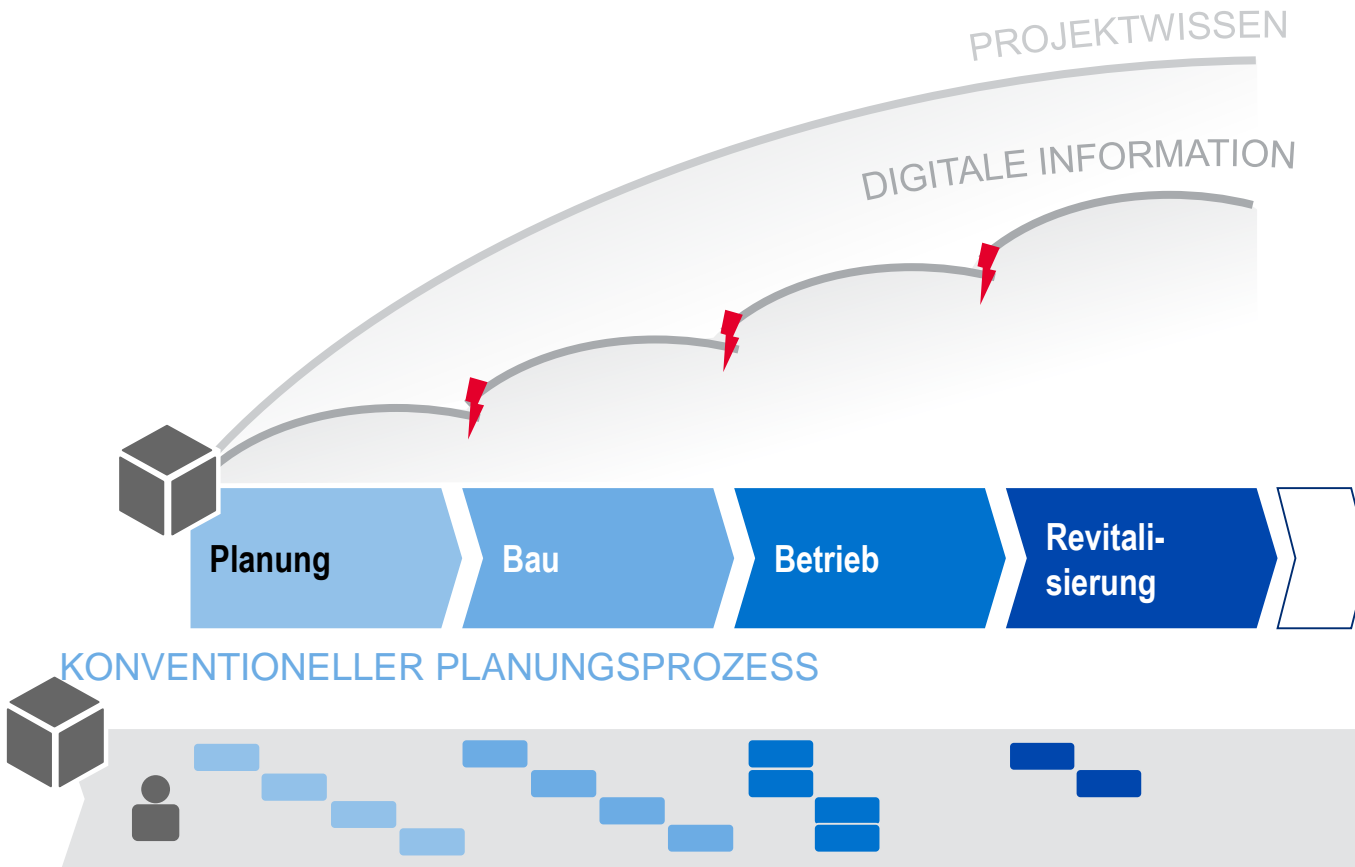 PROJEKTWISSEN
DIGITALE INFORMATION
Planung
Bau
Betrieb
Revitali-
sierung
KONVENTIONELLER PLANUNGSPROZESS